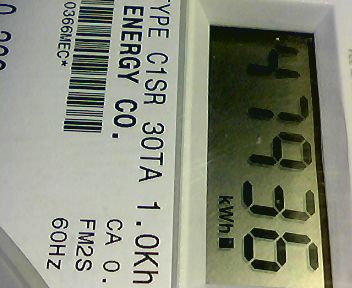 47936
kWh
TYPE C1SR 30TA 1.0Kh
ENERGY CO.
CA 0.
FM2S
60HZ
0366MEC*